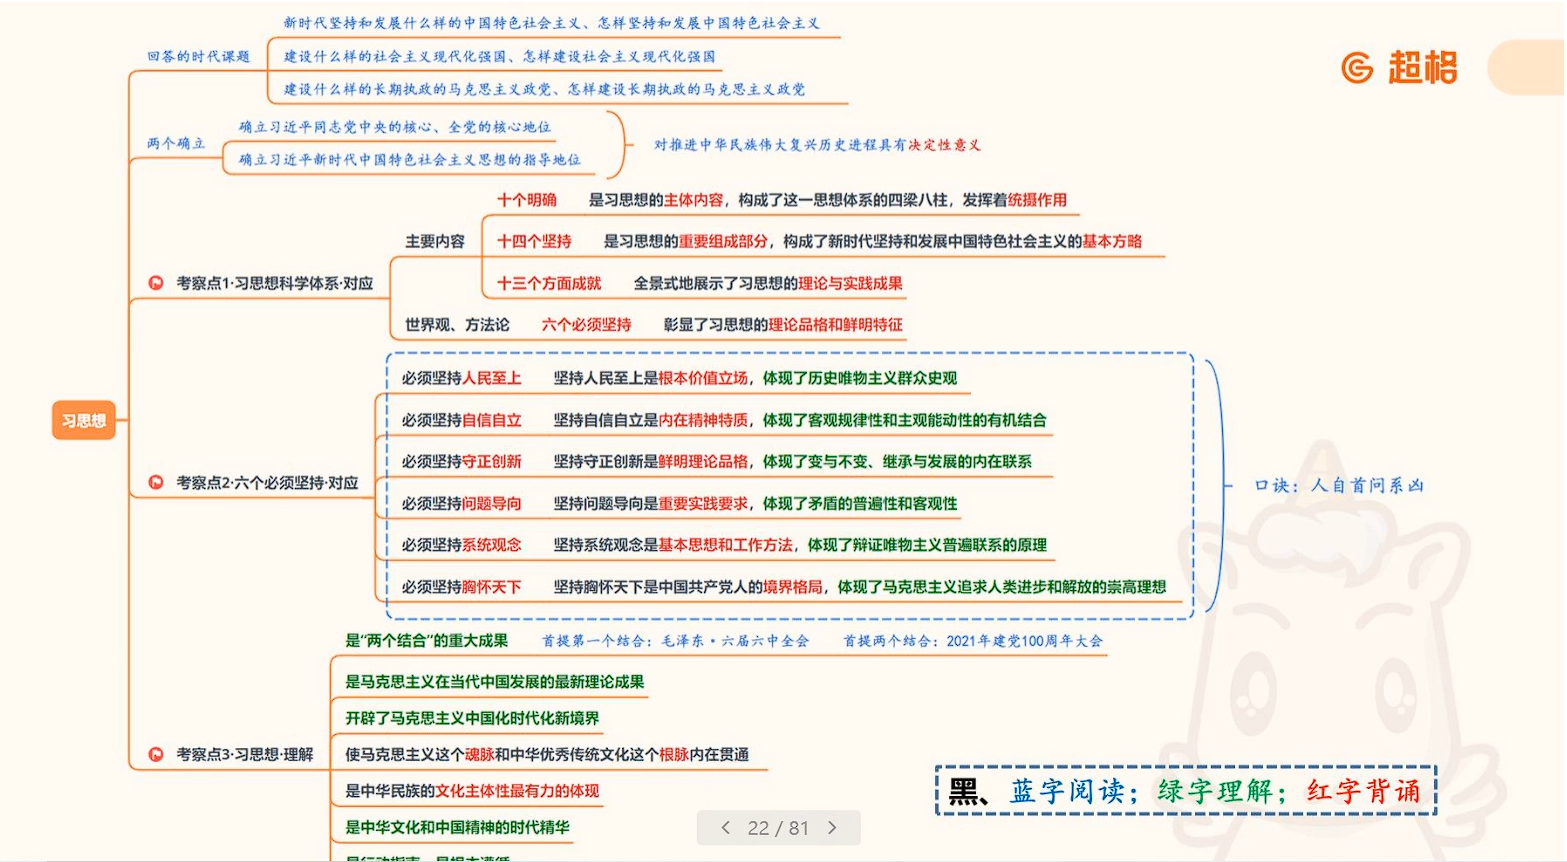 新时代坚持和发展什么样的中国特色社会主义、怎样坚持和发展中国特色社会主义
回答的时代课题
建设什么样的社会主义现代化强国、怎样建设社会主义现代化强国
建设什么样的长期执政的马克思主义政党、怎样建设长期执政的马克思主义政党
超格
两个确立
确立习近平同志党中央的核心、全党的核心地位
确立习近平新时代中国特色社会主义思想的指导地位
对推进中华民族伟大复兴历史进程具有决定性意义
习思想
考察点1·习思想科学体系·对应
主要内容
十个明确 是习思想的主体内容，构成了这一思想体系的四梁八柱，发挥着统摄作用
十四个坚持 是习思想的重要组成部分，构成了新时代坚持和发展中国特色社会主义的基本方略
十三个方面成就 全景式地展示了习思想的理论与实践成果
世界观、方法论 六个必须坚持 彰显了习思想的理论品格和鲜明特征
考察点2·六个必须坚持·对应
必须坚持人民至上 坚持人民至上是根本价值立场，体现了历史唯物主义群众史观
必须坚持自信自立 坚持自信自立是内在精神特质，体现了客观规律性和主观能动性的有机结合
必须坚持守正创新 坚持守正创新是鲜明理论品格，体现了变与不变、继承与发展的内在联系
必须坚持问题导向 坚持问题导向是重要实践要求，体现了矛盾的普遍性和客观性
必须坚持系统观念 坚持系统观念是基本思想和工作方法，体现了辩证唯物主义普遍联系的原理
必须坚持胸怀天下 坚持胸怀天下是中国共产党人的境界格局，体现了马克思主义追求人类进步和解放的崇高理想
口诀：人自首问系凶
考察点3·习思想·理解
是“两个结合”的重大成果 首提第一个结合：毛泽东·六届六中全会 首提两个结合：2021年建党100周年大会
是马克思主义在当代中国发展的最新理论成果
开辟了马克思主义中国化时代化新境界
使马克思主义这个魂脉和中华优秀传统文化这个根脉内在贯通
是中华民族的文化主体性最有力的体现
是中华文化和中国精神的时代精华
黑、蓝字阅读；绿字理解；红字背诵
22 / 81